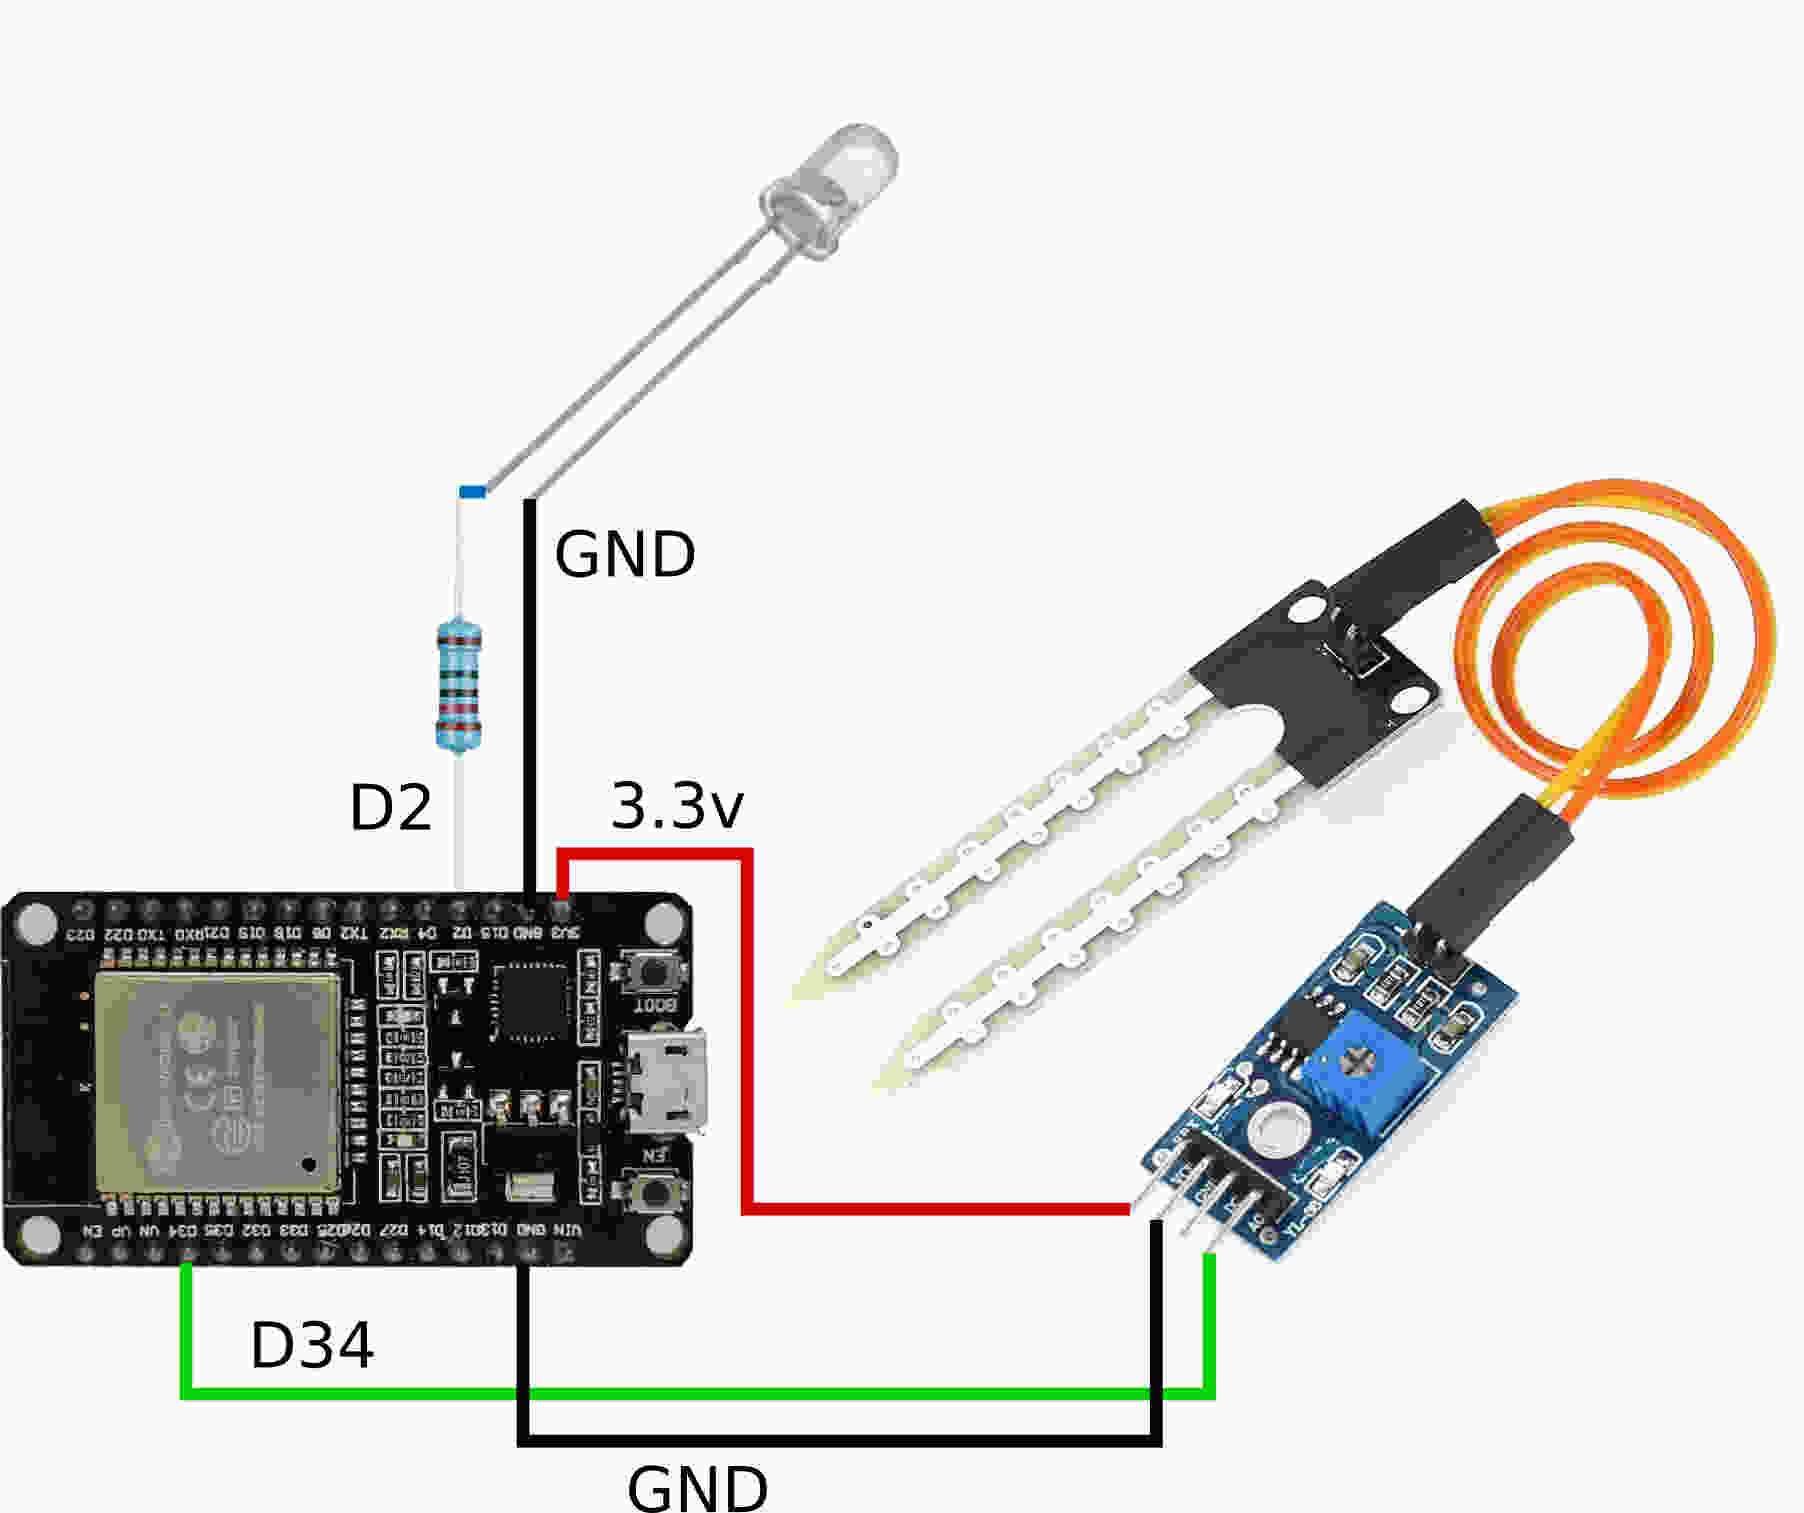 GND
D2
3.3v
D23 D22 TX0 RX0 D21 D19 D18 D5 TX2 RX2 D4 D2 D15 GND 3V3
BOOT
CE
EN
EN VP VN D34 D35 D32 D33 D25 D26 D27 D14 D12 D13 GND VIN
D34
GND